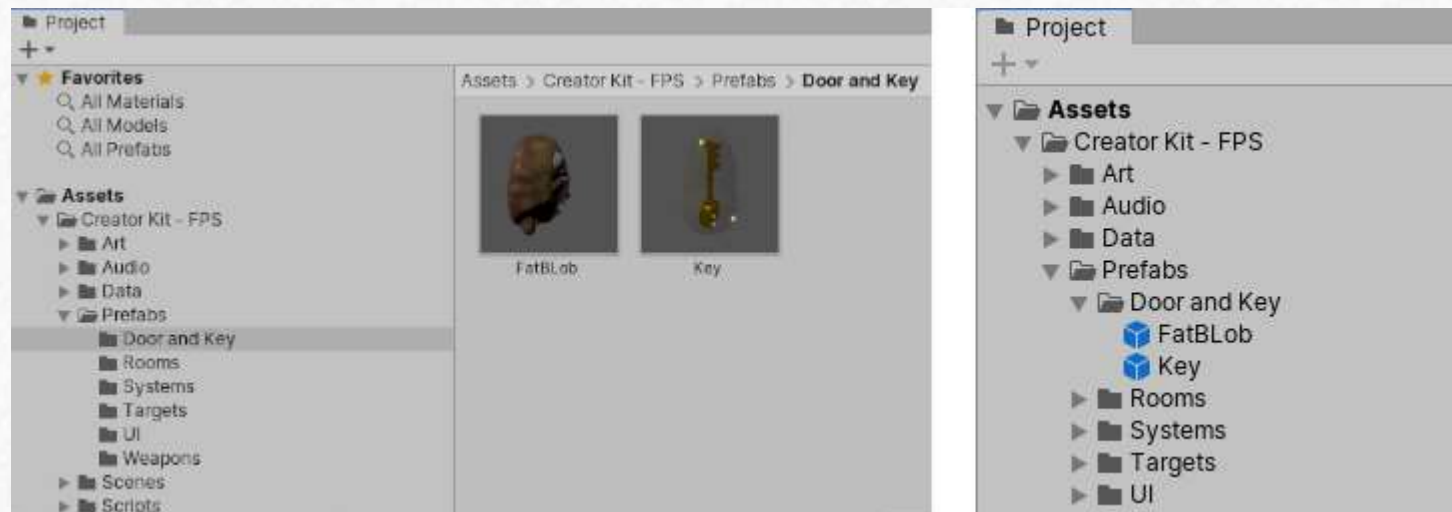 Project
Favorites
All Materials
All Models
All Prefabs
Assets
Creator Kit - FPS
Art
Audio
Data
Prefabs
Door and Key
Rooms
Systems
Targets
UI
Weapons
Scenes
Scripts
Assets > Creator Kit - FPS > Prefabs > Door and Key
FatBLob
Key
Project
Assets
Creator Kit - FPS
Art
Audio
Data
Prefabs
Door and Key
FatBLob
Key
Rooms
Systems
Targets
UI